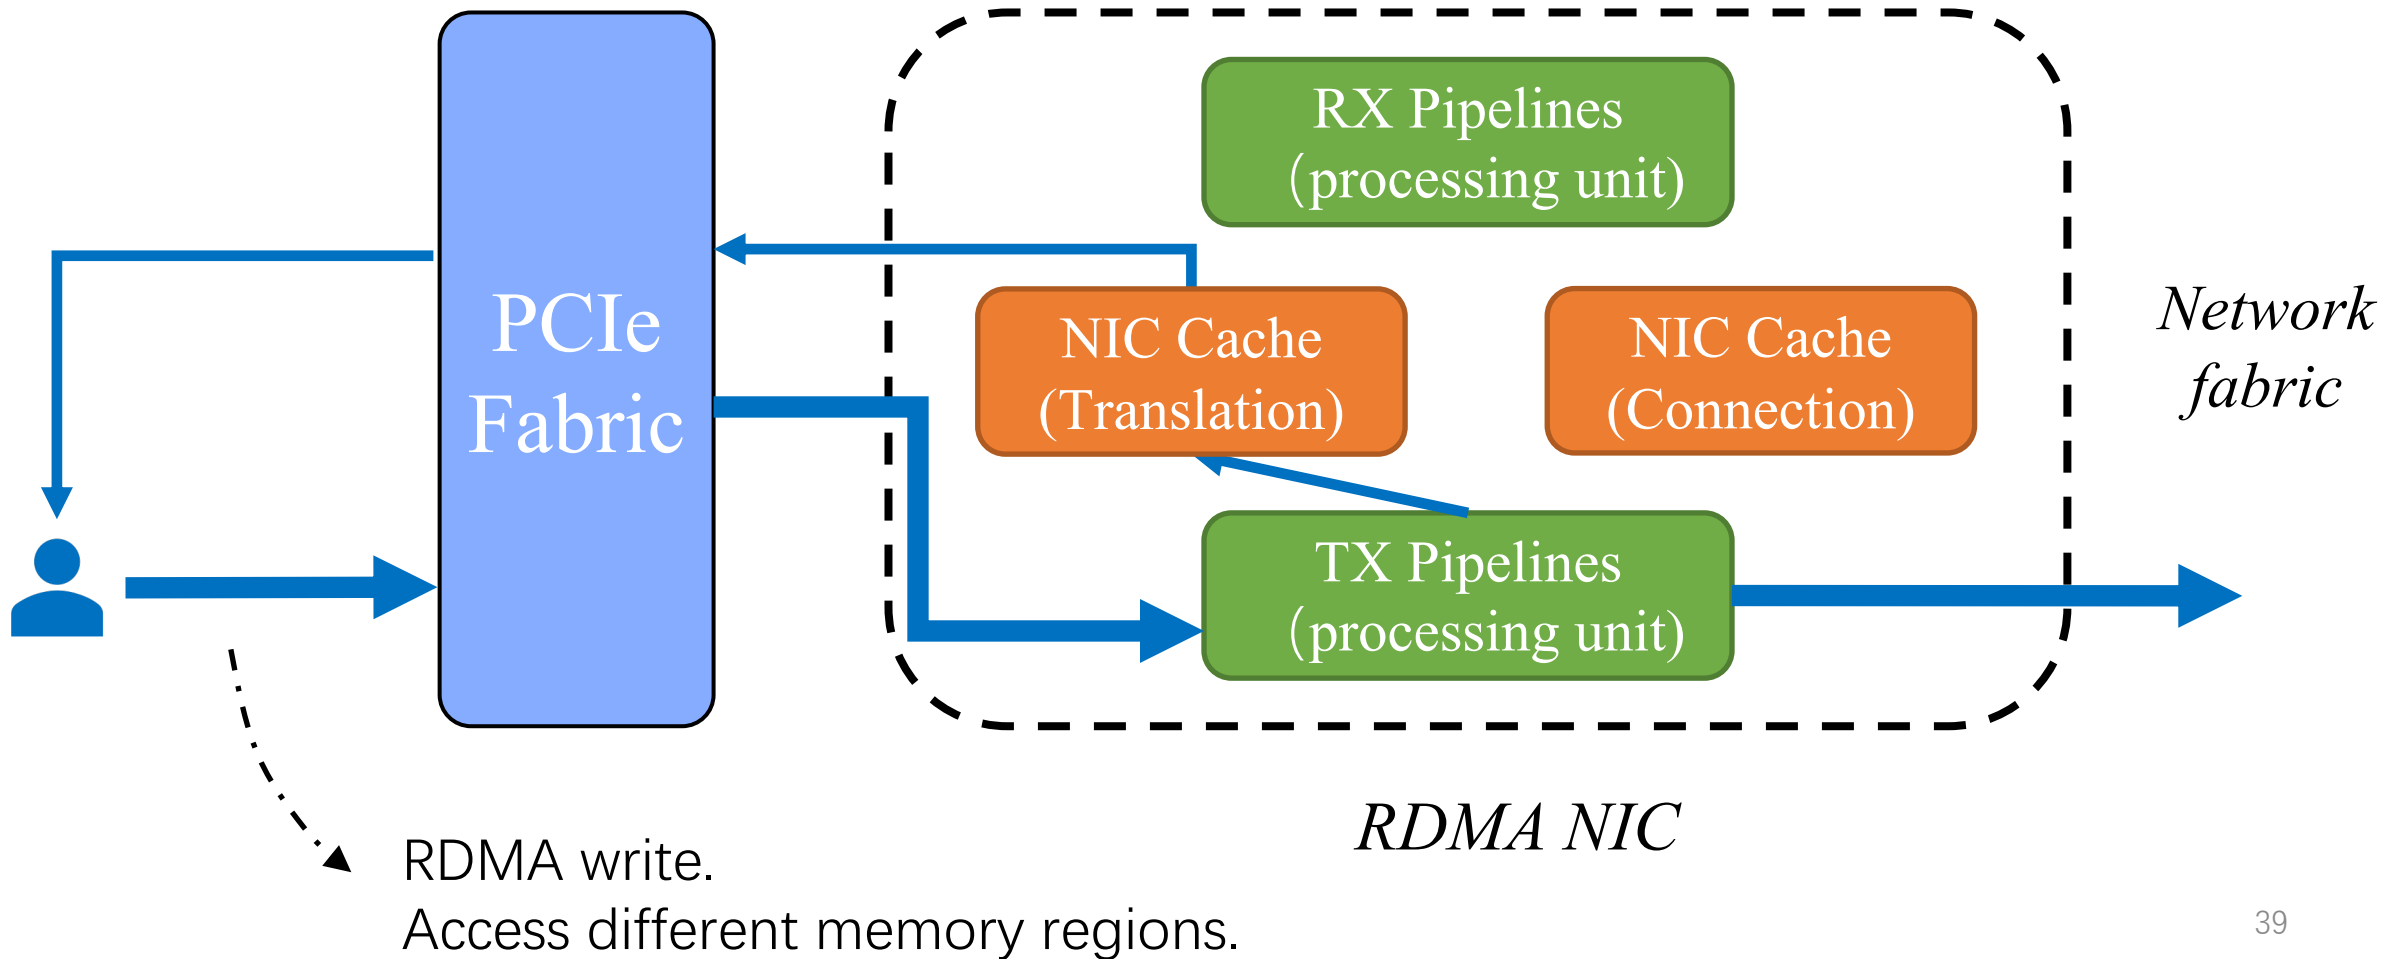 PCIe
Fabric
RX Pipelines
(processing unit)
NIC Cache
(Translation)
NIC Cache
(Connection)
TX Pipelines
(processing unit)
Network
fabric
RDMA NIC
RDMA write.
Access different memory regions.
39